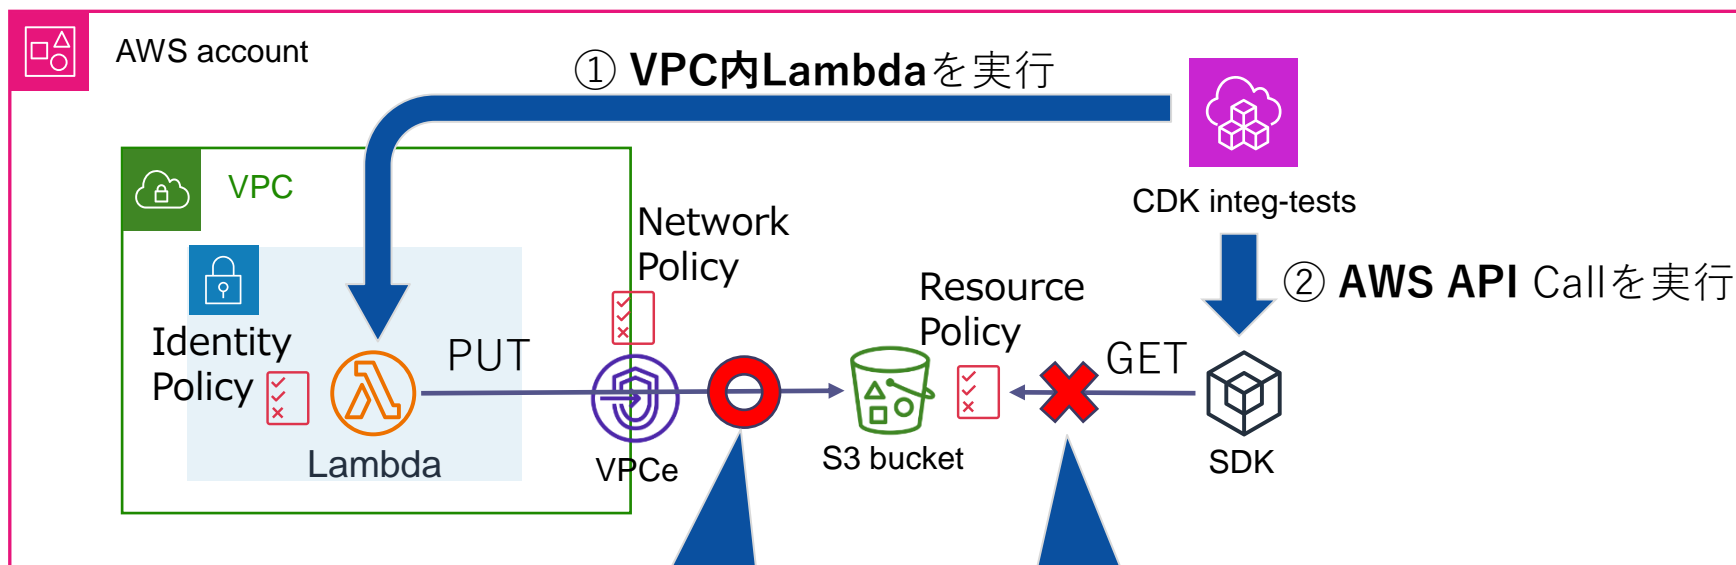 AWS account
① VPC内Lambdaを実行
VPC
CDK integ-tests
Network
Policy
② AWS API Callを実行
Resource
Policy
Identity
Policy
PUT
GET
Lambda
VPCe
S3 bucket
SDK